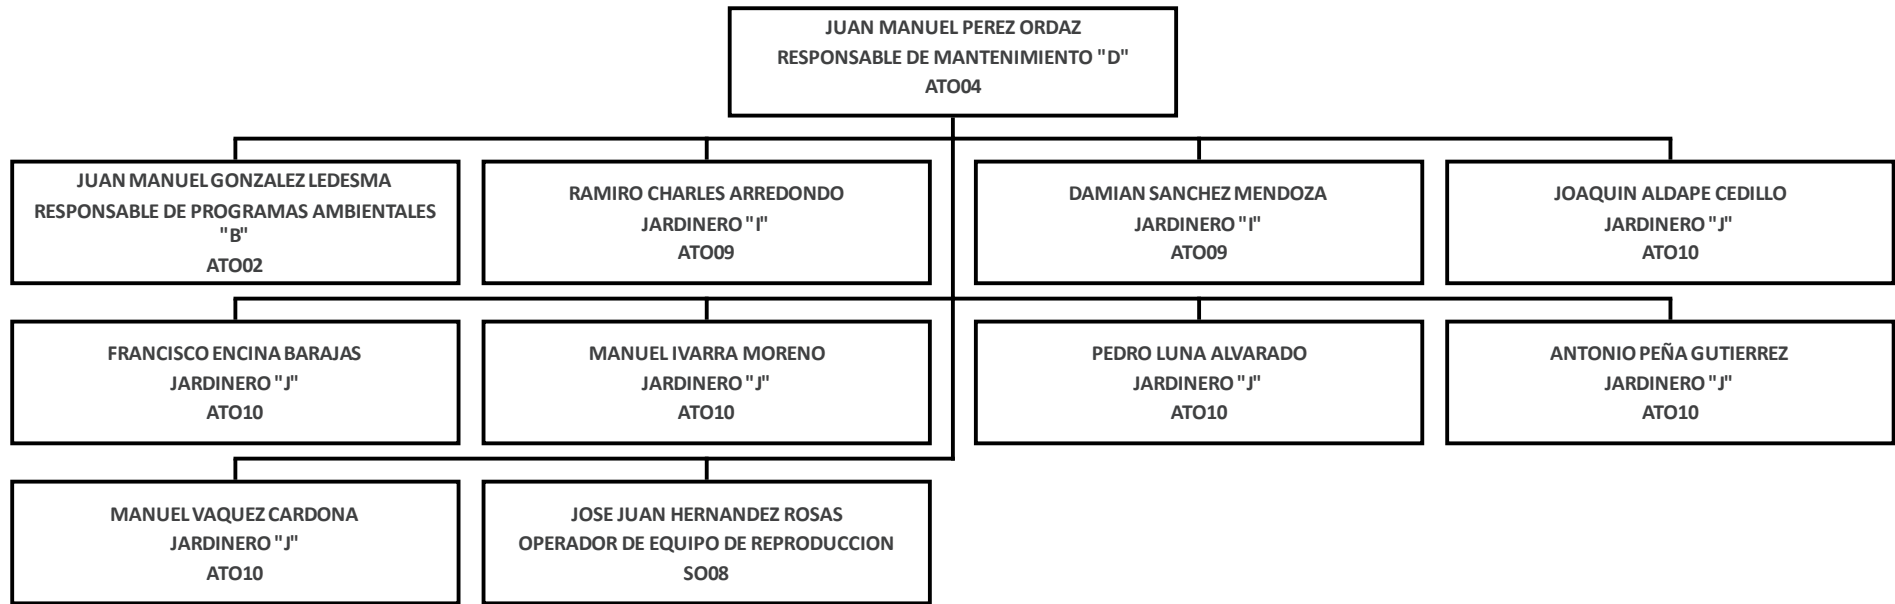 JUAN MANUEL PEREZ ORDAZ
RESPONSABLE DE MANTENIMIENTO "D"
ATO04
JUAN MANUEL GONZALEZ LEDESMA
RESPONSABLE DE PROGRAMAS AMBIENTALES
"B"
ATO02
RAMIRO CHARLES ARREDONDO
JARDINERO "I"
ATO09
DAMIAN SANCHEZ MENDOZA
JARDINERO "I"
ATO09
JOAQUIN ALDAPE CEDILLO
JARDINERO "J"
ATO10
FRANCISCO ENCINA BARAJAS
JARDINERO "J"
ATO10
MANUEL IVARRA MORENO
JARDINERO "J"
ATO10
PEDRO LUNA ALVARADO
JARDINERO "J"
ATO10
ANTONIO PEÑA GUTIERREZ
JARDINERO "J"
ATO10
MANUEL VAQUEZ CARDONA
JARDINERO "J"
ATO10
JOSE JUAN HERNANDEZ ROSAS
OPERADOR DE EQUIPO DE REPRODUCCION
SO08